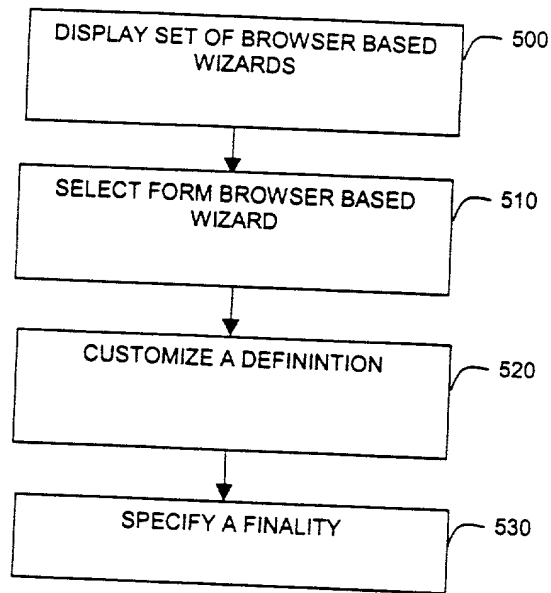 DISPLAY SET OF BROWSER BASED
WIZARDS
500
SELECT FORM BROWSER BASED
WIZARD
510
CUSTOMIZE A DEFININTION
520
SPECIFY A FINALITY
530